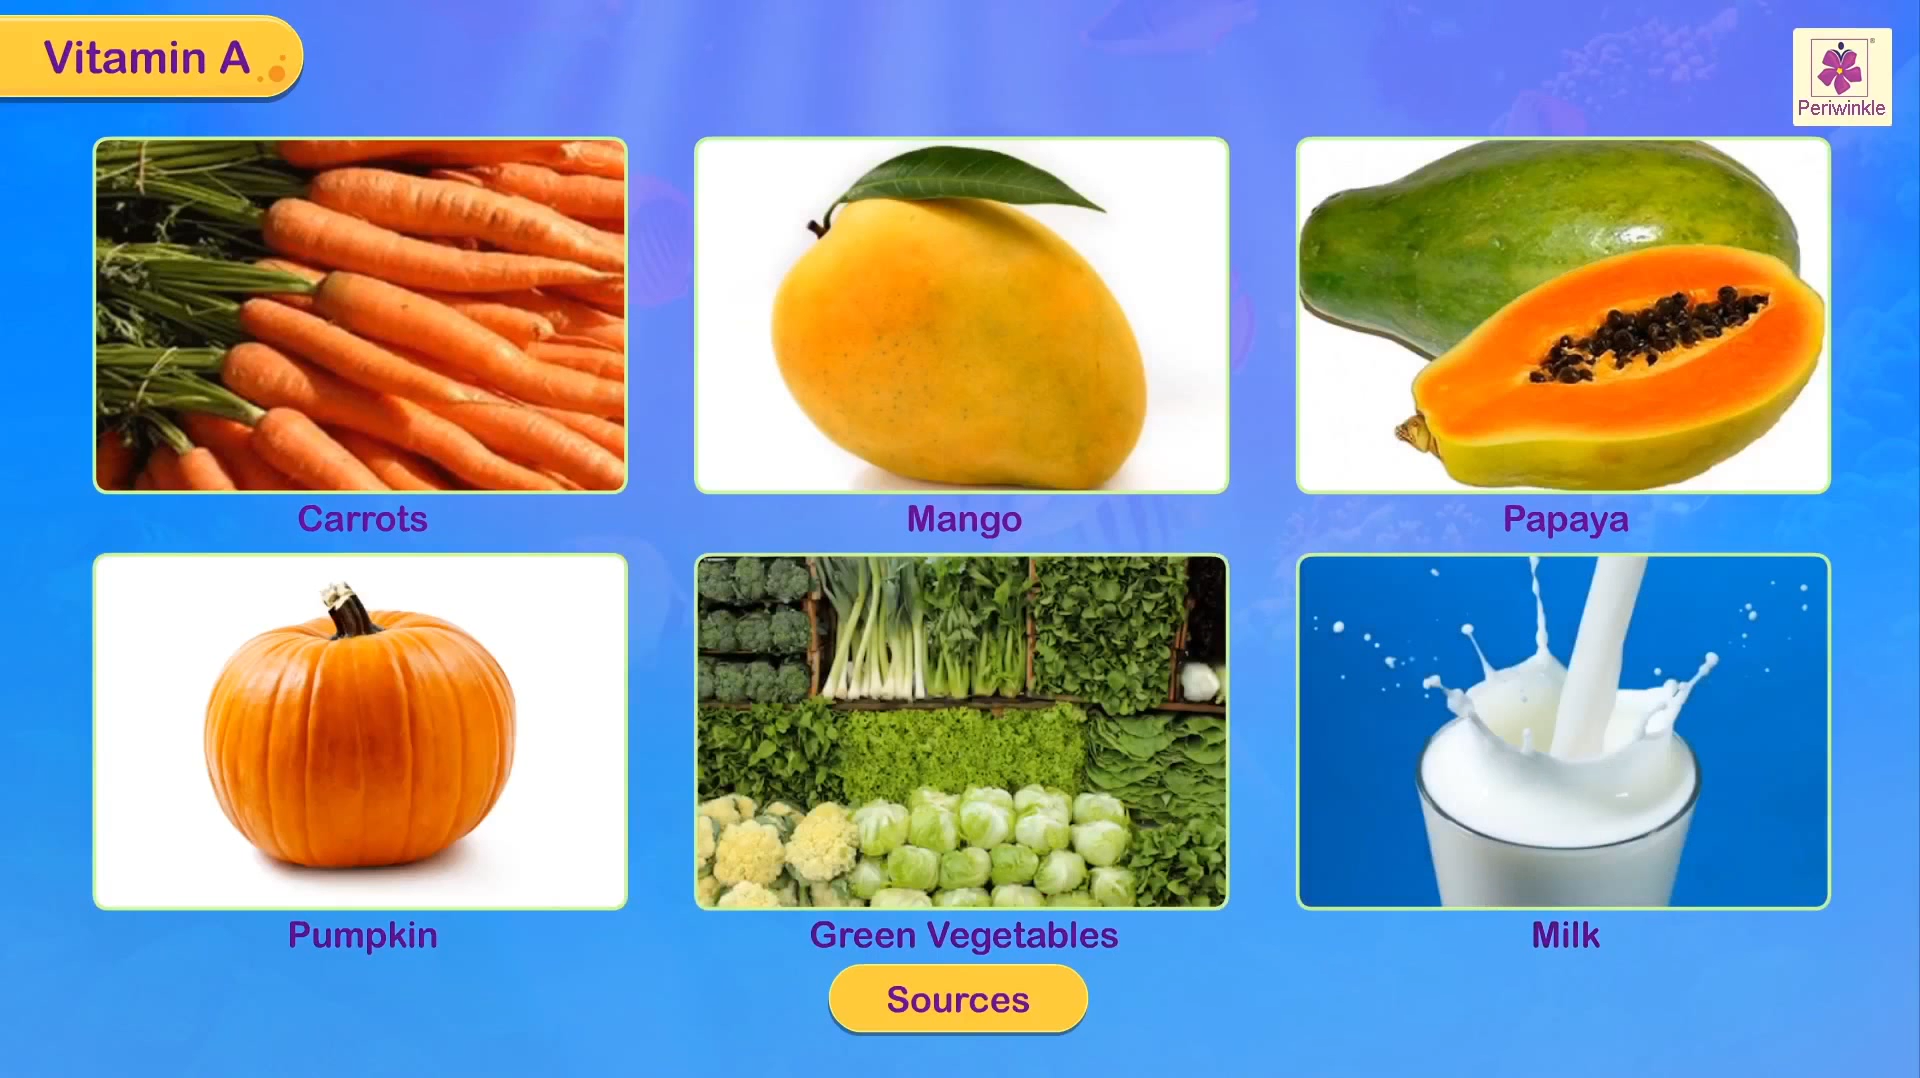 Vitamin A
Periwinkle
Carrots
Mango
Papaya
Pumpkin
Green Vegetables
Milk
Sources